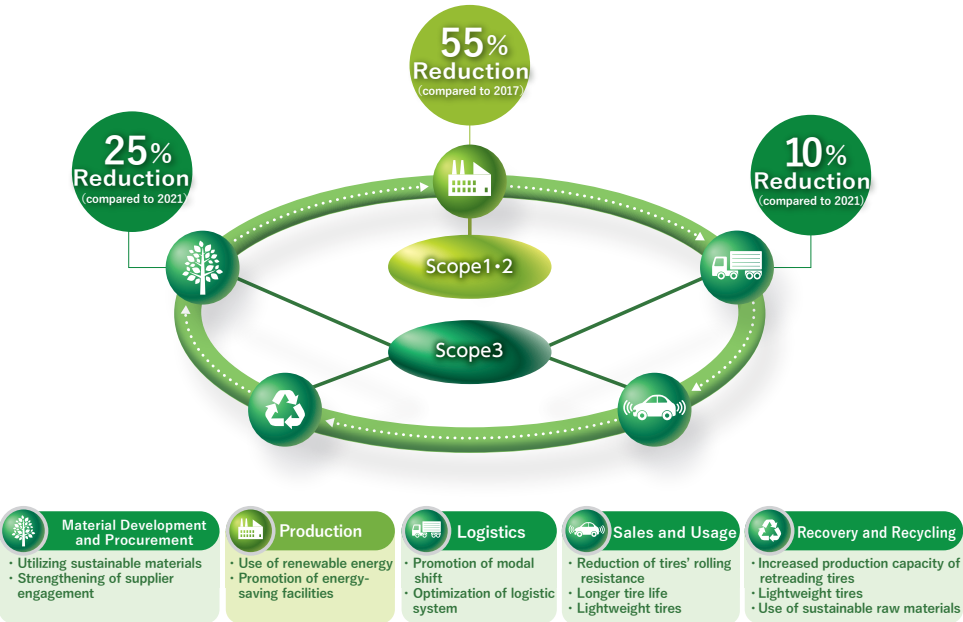 55%
Reduction
(compared to 2017)
25%
Reduction
(compared to 2021)
10%
Reduction
(compared to 2021)
Scope1・2
Scope3
Material Development
and Procurement
・Utilizing sustainable materials
・Strengthening of supplier
engagement
Production
・Use of renewable energy
・Promotion of energy-
saving facilities
Logistics
・Promotion of modal
shift
・Optimization of logistic
system
Sales and Usage
・Reduction of tires' rolling
resistance
・Longer tire life
・Lightweight tires
Recovery and Recycling
・Increased production capacity of
retreading tires
・Lightweight tires
・Use of sustainable raw materials